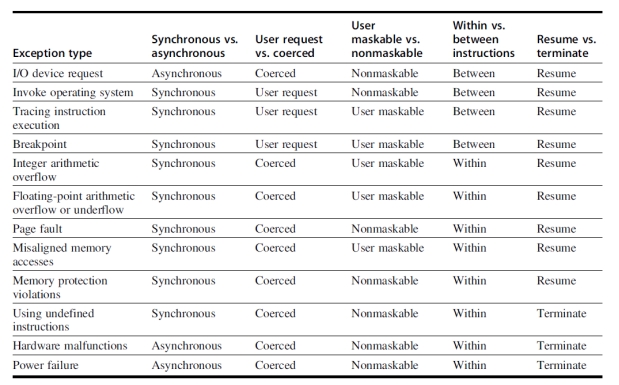 Exception type | Synchronous vs. asynchronous | User request vs. coerced | User maskable vs. nonmaskable | Within vs. between instructions | Resume vs. terminate
I/O device request | Asynchronous | Coerced | Nonmaskable | Between | Resume
Invoke operating system | Synchronous | User request | Nonmaskable | Between | Resume
Tracing instruction execution | Synchronous | User request | User maskable | Between | Resume
Breakpoint | Synchronous | User request | User maskable | Between | Resume
Integer arithmetic overflow | Synchronous | Coerced | User maskable | Within | Resume
Floating-point arithmetic overflow or underflow | Synchronous | Coerced | User maskable | Within | Resume
Page fault | Synchronous | Coerced | Nonmaskable | Within | Resume
Misaligned memory accesses | Synchronous | Coerced | User maskable | Within | Resume
Memory protection violations | Synchronous | Coerced | Nonmaskable | Within | Resume
Using undefined instructions | Synchronous | Coerced | Nonmaskable | Within | Terminate
Hardware malfunctions | Asynchronous | Coerced | Nonmaskable | Within | Terminate
Power failure | Asynchronous | Coerced | Nonmaskable | Within | Terminate